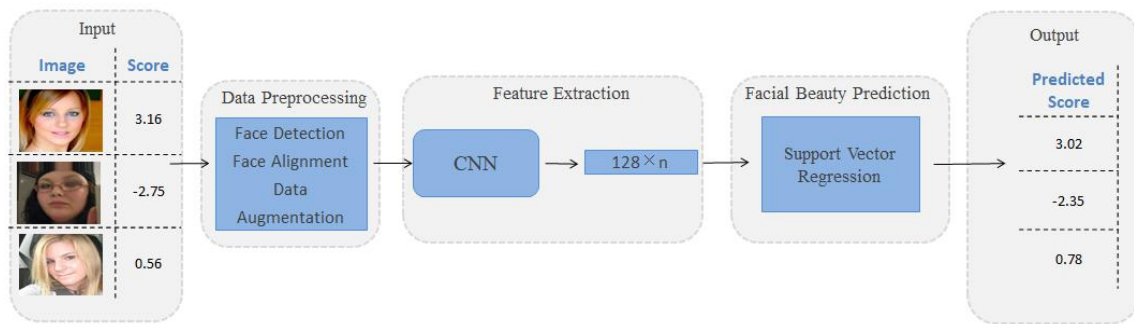 Input
Image Score
3.16
-2.75
0.56
Data Preprocessing
Face Detection
Face Alignment
Data
Augmentation
Feature Extraction
CNN
128×n
Facial Beauty Prediction
Support Vector
Regression
Output
Predicted
Score
3.02
-2.35
0.78